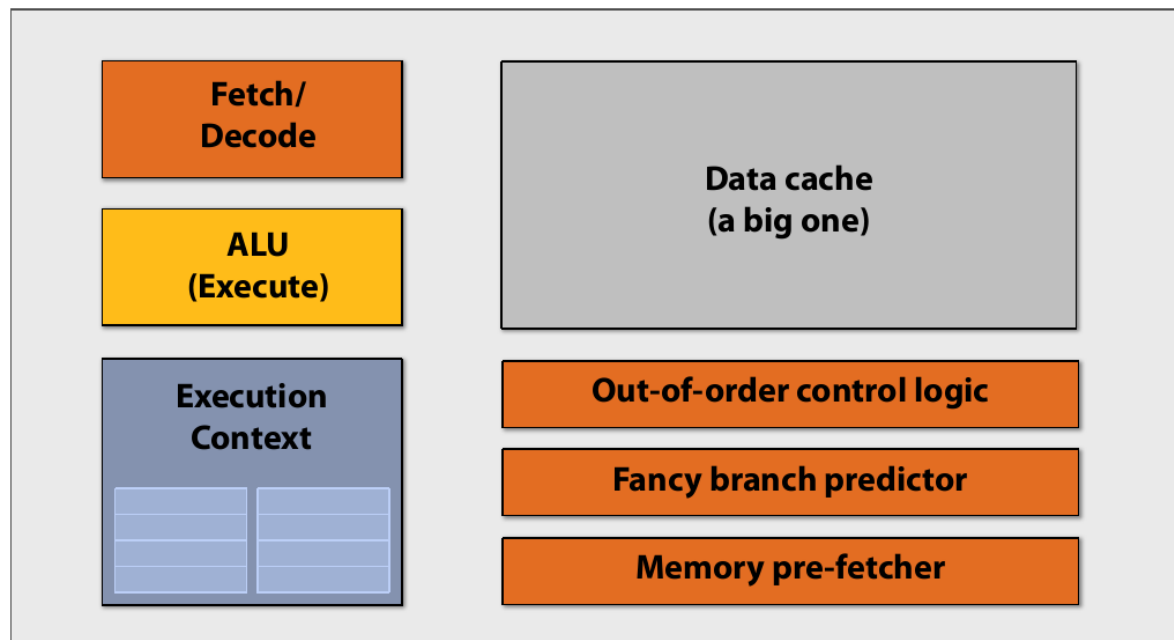 Fetch/
Decode
ALU
(Execute)
Execution
Context
Data cache
(a big one)
Out-of-order control logic
Fancy branch predictor
Memory pre-fetcher